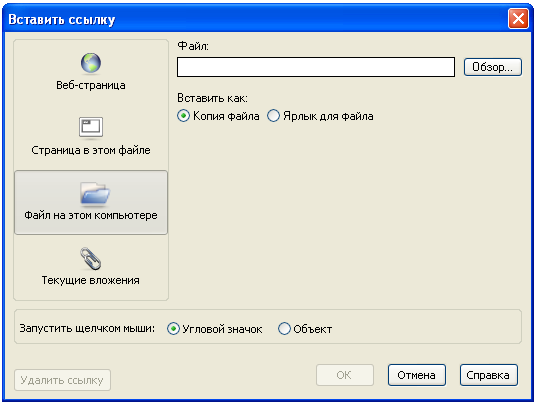 Вставить ссылку
Веб-страница
Страница в этом файле
Файл на этом компьютере
Текущие вложения
Файл:
Обзор...
Вставить как:
Копия файла Ярлык для файла
Запустить щелчком мыши: Угловой значок Объект
Удалить ссылку OK Отмена Справка